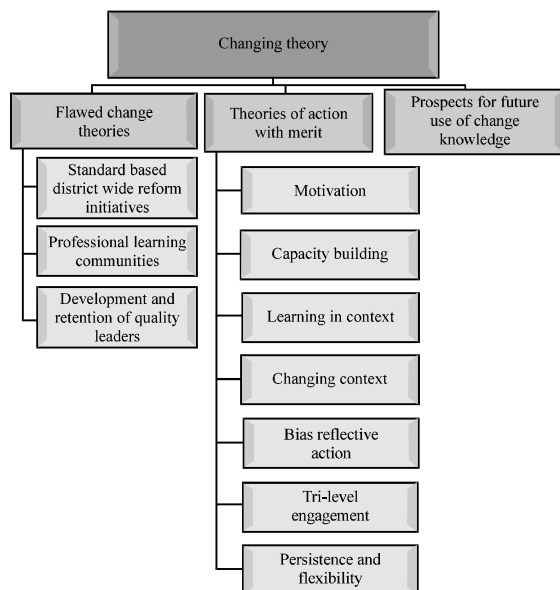 Changing theory
Flawed change
theories
Theories of action
with merit
Prospects for future
use of change
knowledge
Standard based
district wide reform
initiatives
Professional learning
communities
Development and
retention of quality
leaders
Motivation
Capacity building
Learning in context
Changing context
Bias reflective
action
Tri-level
engagement
Persistence and
flexibility